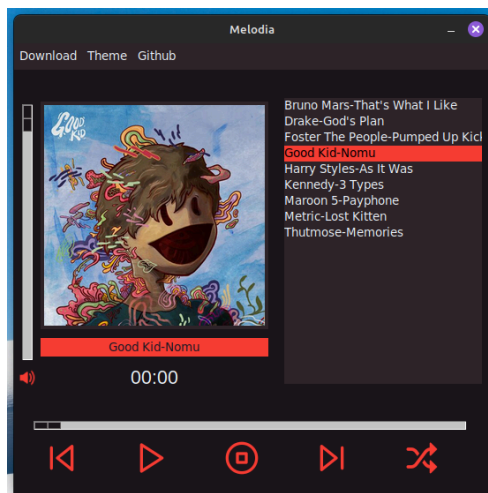 Melodia
Download Theme Github
GOOD
KID
Bruno Mars-That's What I Like
Drake-God's Plan
Foster The People-Pumped Up Kicl
Good Kid-Nomu
Harry Styles-As It Was
Kennedy-3 Types
Maroon 5-Payphone
Metric-Lost Kitten
Thutmose-Memories
Good Kid-Nomu
00:00